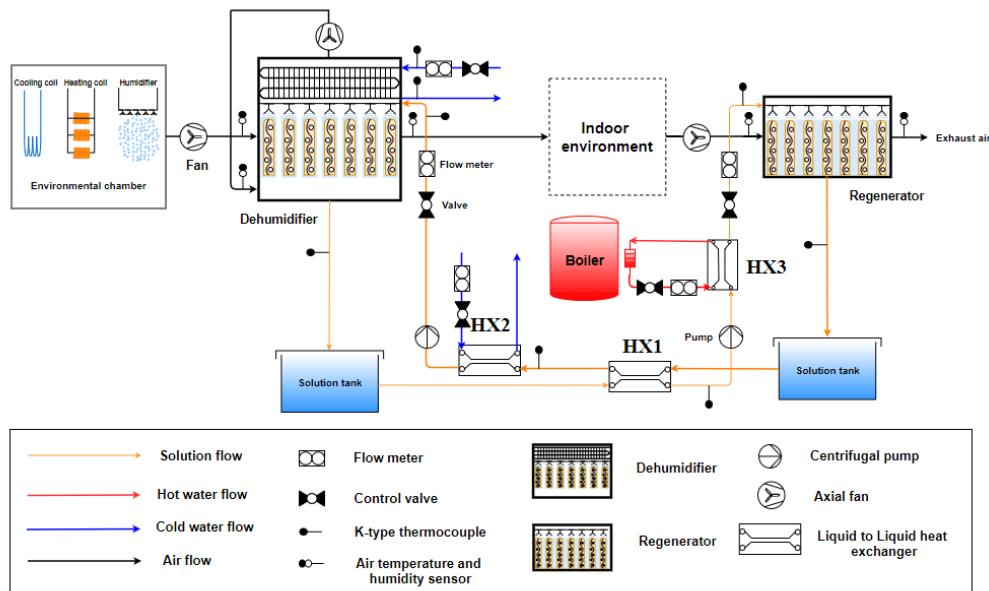 Cooling coil
Heating coil
Humidifier
Environmental chamber
Fan
Dehumidifier
Flow meter
Valve
Indoor
environment
Exhaust air
Regenerator
Boiler
HX3
HX2
Pump
HX1
Solution tank
Solution tank
Solution flow
Hot water flow
Cold water flow
Air flow
Flow meter
Control valve
K-type thermocouple
Air temperature and
humidity sensor
Dehumidifier
Regenerator
Centrifugal pump
Axial fan
Liquid to Liquid heat
exchanger